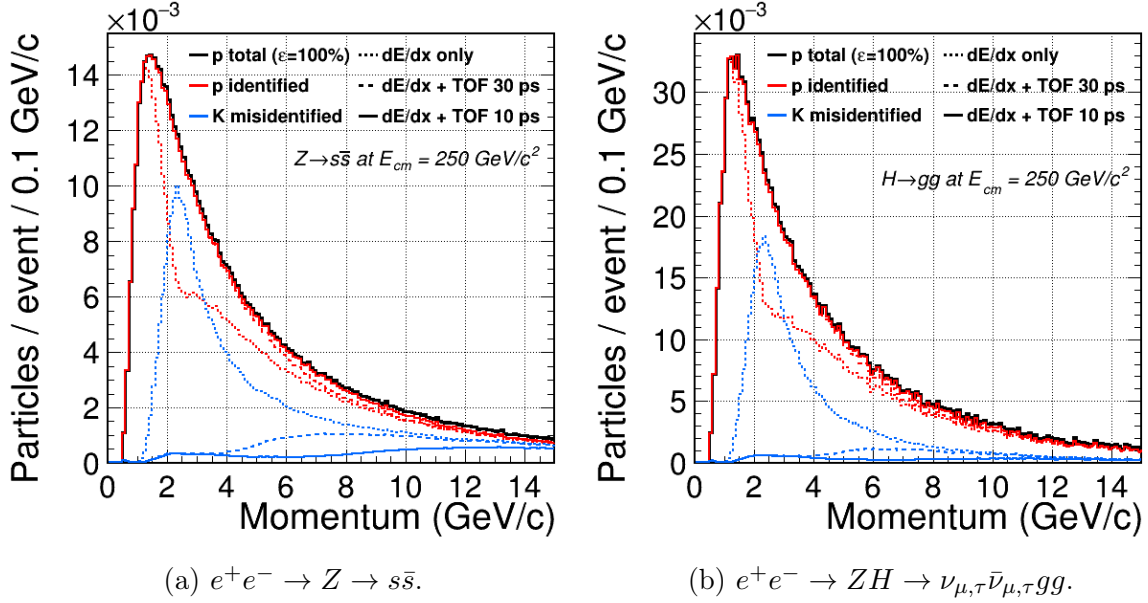 ×10⁻³
Particles / event / 0.1 GeV/c
14
12
10
8
6
4
2
0
p total (ε=100%)
p identified
K misidentified
dE/dx only
dE/dx + TOF 30 ps
dE/dx + TOF 10 ps
Z→ss̄ at E_cm = 250 GeV/c²
0 2 4 6 8 10 12 14
Momentum (GeV/c)
(a) e⁺e⁻ → Z → ss̄.
×10⁻³
Particles / event / 0.1 GeV/c
30
25
20
15
10
5
0
p total (ε=100%)
p identified
K misidentified
dE/dx only
dE/dx + TOF 30 ps
dE/dx + TOF 10 ps
H→gg at E_cm = 250 GeV/c²
0 2 4 6 8 10 12 14
Momentum (GeV/c)
(b) e⁺e⁻ → ZH → ν_μ,τ ν̄_μ,τ gg.